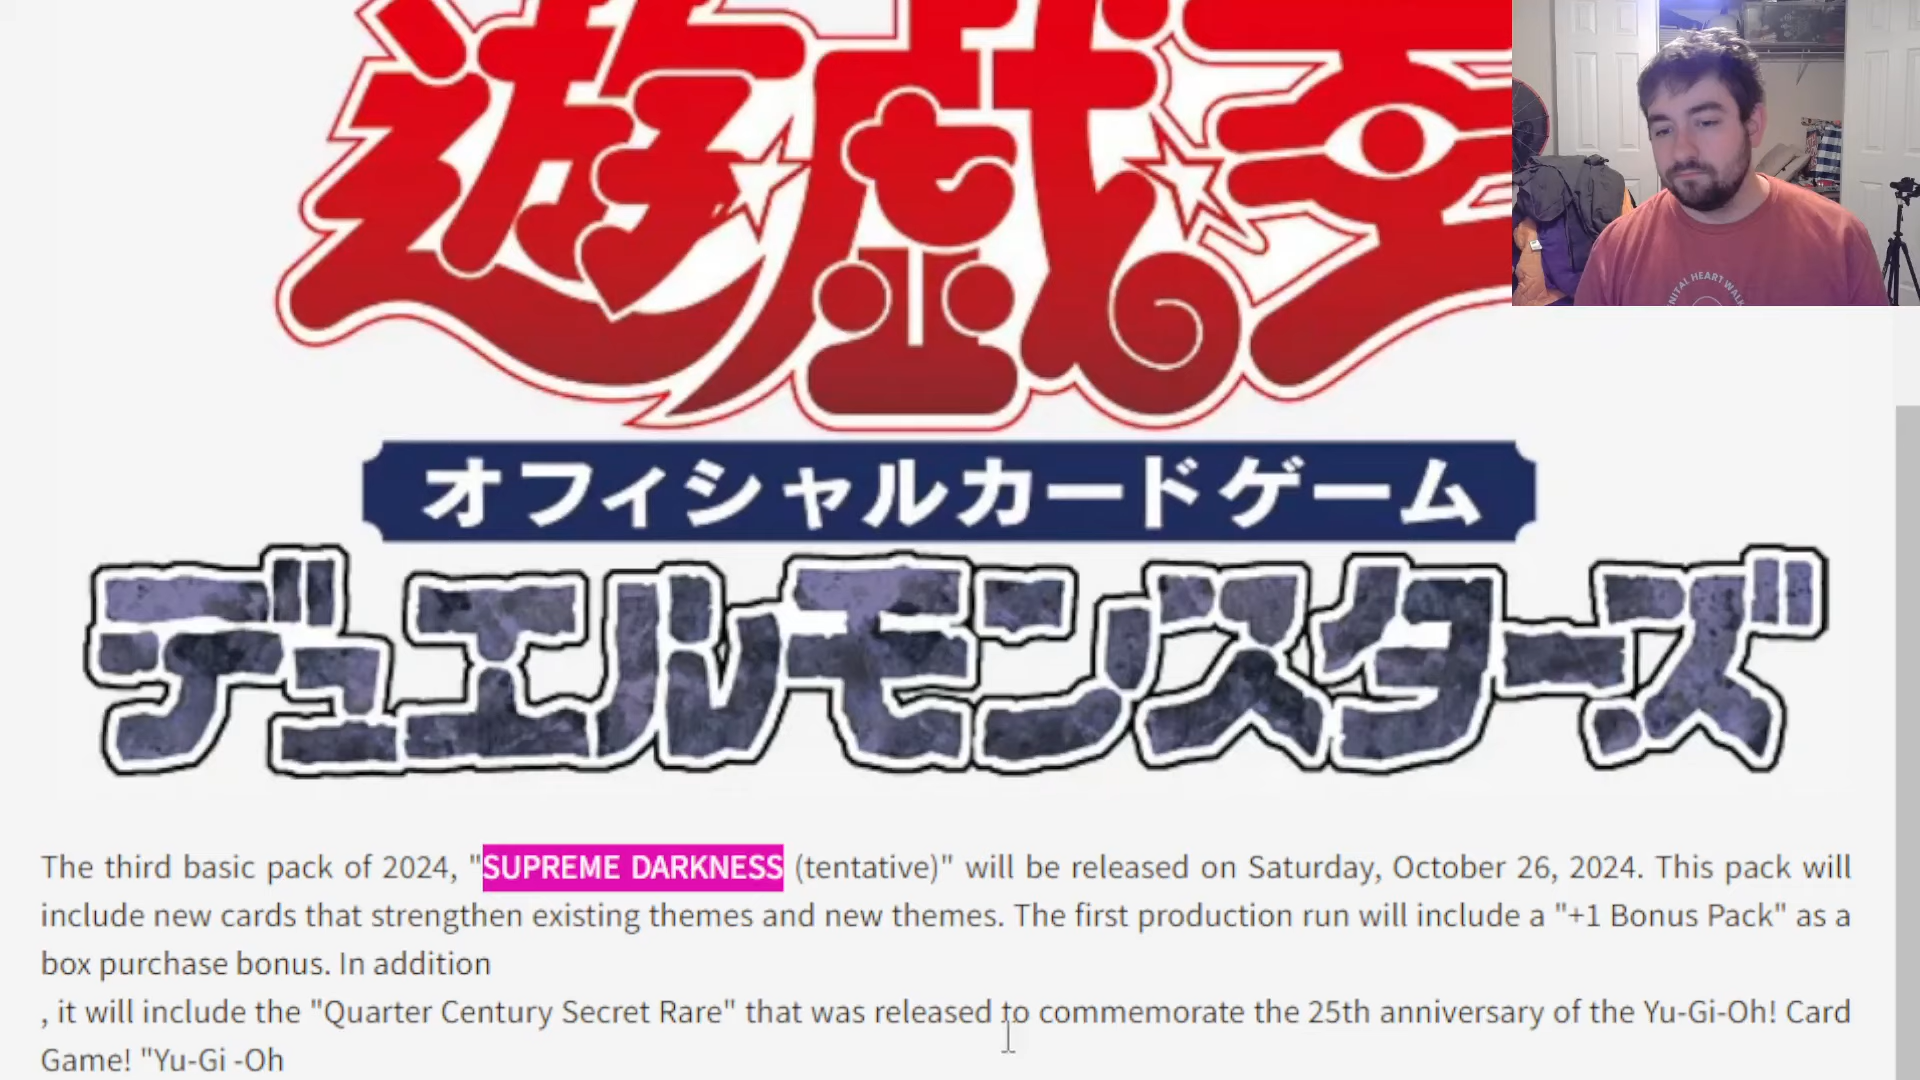 遊戯王
NITAL HEART WALK
オフィシャルカードゲーム
デュエルモンスターズ
The third basic pack of 2024, "SUPREME DARKNESS (tentative)" will be released on Saturday, October 26, 2024. This pack will
include new cards that strengthen existing themes and new themes. The first production run will include a "+1 Bonus Pack" as a
box purchase bonus. In addition
, it will include the "Quarter Century Secret Rare" that was released to commemorate the 25th anniversary of the Yu-Gi-Oh! Card
Game! "Yu-Gi -Oh